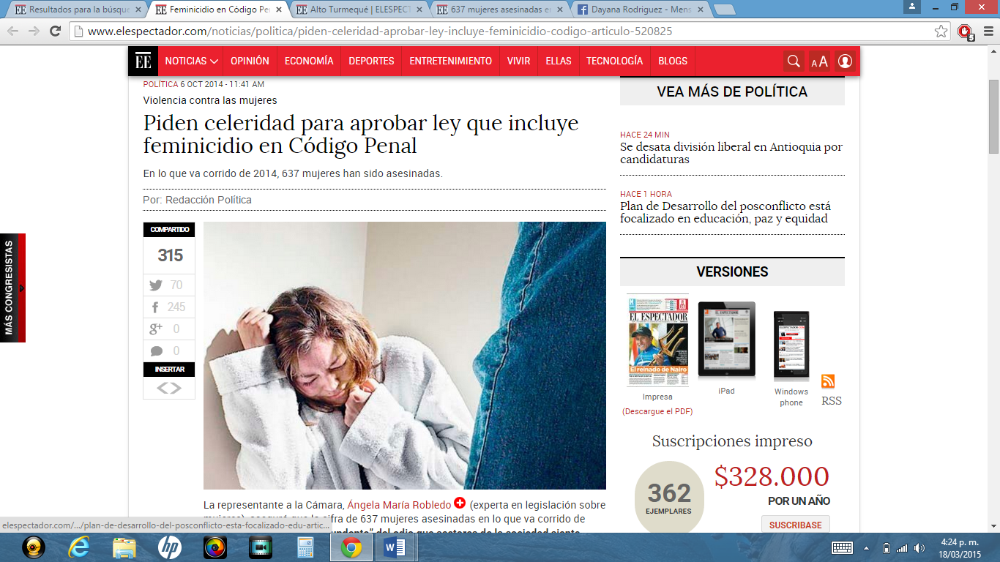 Resultados para la búsque
Feminicidio en Código Pe
Alto Turmequé | ELESPECT
637 mujeres asesinadas e
Dayana Rodriguez - Mens
www.elespectador.com/noticias/politica/piden-celeridad-aprobar-ley-incluye-feminicidio-codigo-articulo-520825
EE
NOTICIAS
OPINIÓN
ECONOMÍA
DEPORTES
ENTRETENIMIENTO
VIVIR
ELLAS
TECNOLOGÍA
BLOGS
AA
POLÍTICA 6 OCT 2014 - 11:41 AM
Violencia contra las mujeres
Piden celeridad para aprobar ley que incluye
feminicidio en Código Penal
En lo que va corrido de 2014, 637 mujeres han sido asesinadas.
Por: Redacción Política
COMPARTIDO
315
70
245
0
0
INSERTAR
MÁS CONGRESISTAS
La representante a la Cámara, Ángela María Robledo (experta en legislación sobre
ifra de 637 mujeres asesinadas en lo que va corrido de
elespectador.com/.../plan-de-desarrollo-del-posconflicto-esta-focalizado-edu-artic...
VEA MÁS DE POLÍTICA
HACE 24 MIN
Se desata división liberal en Antioquia por
candidaturas
HACE 1 HORA
Plan de Desarrollo del posconflicto está
focalizado en educación, paz y equidad
VERSIONES
EL ESPECTADOR
El reinado de Nairo
Impresa
(Descargue el PDF)
iPad
Windows
phone
RSS
Suscripciones impreso
362
EJEMPLARES
$328.000
POR UN AÑO
SUSCRIBASE
4:24 p. m.
18/03/2015